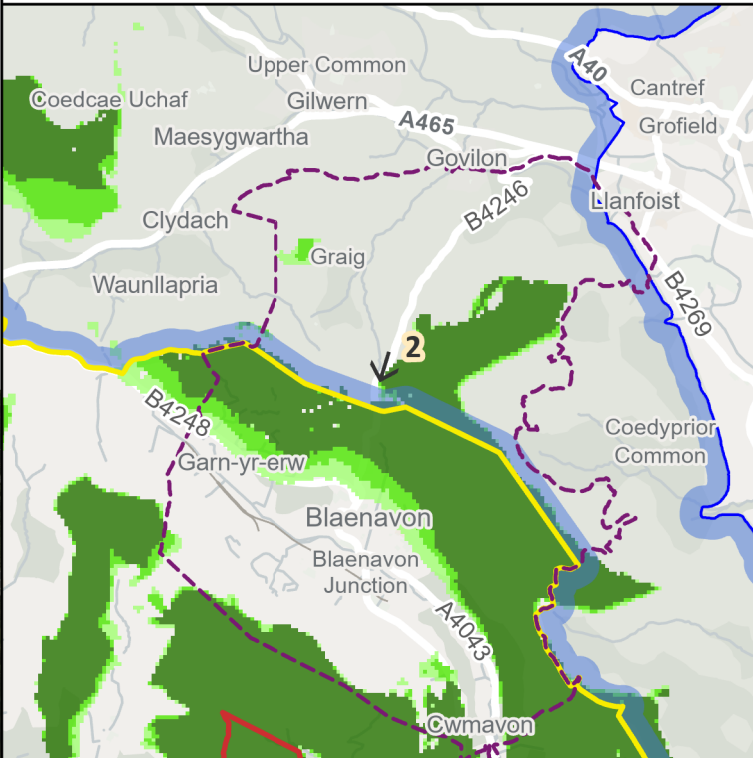 A40
Upper Common
Cantref
Coedcae Uchaf
Gilwern
A465
Grofield
Maesygwartha
Govilon
B4246
Llanfoist
Clydach
Graig
Waunllapria
B4269
2
B4248
Coedyprior
Common
Garn-yr-erw
Blaenavon
Blaenavon
Junction
A4043
Cwmavon